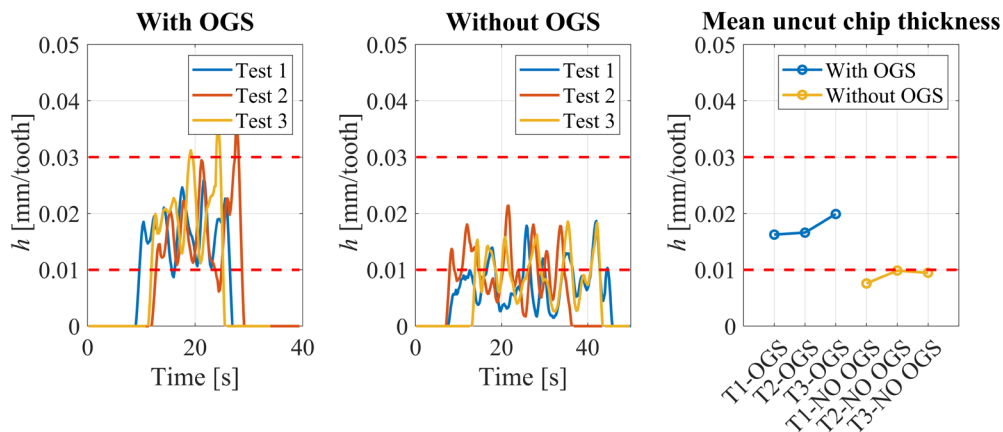 With OGS
0.05
0.04
0.03
0.02
0.01
0
h [mm/tooth]
0
20
40
Time [s]
Test 1
Test 2
Test 3
Without OGS
0.05
0.04
0.03
0.02
0.01
0
h [mm/tooth]
0
20
40
Time [s]
Test 1
Test 2
Test 3
Mean uncut chip thickness
0.05
0.04
0.03
0.02
0.01
0
h [mm/tooth]
With OGS
Without OGS
T1-OGS
T2-OGS
T3-OGS
T1-NO OGS
T2-NO OGS
T3-NO OGS